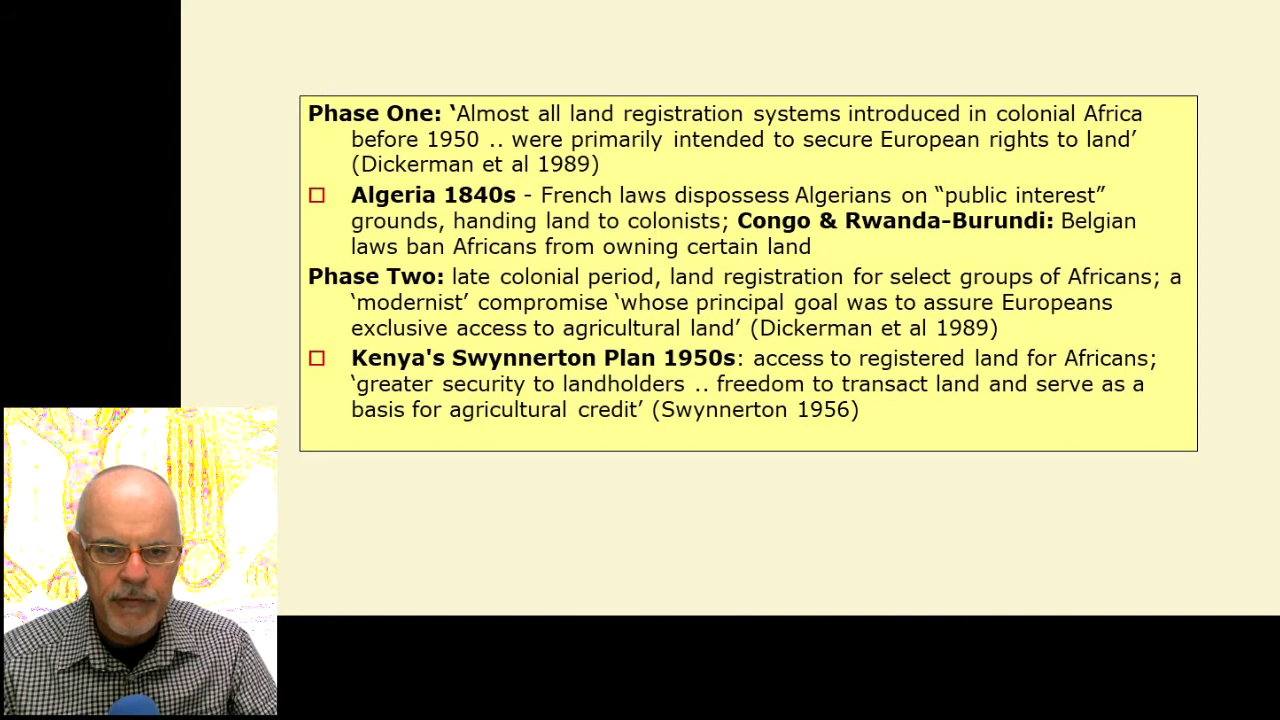 Phase One: ‘Almost all land registration systems introduced in colonial Africa
before 1950 .. were primarily intended to secure European rights to land’
(Dickerman et al 1989)
Algeria 1840s - French laws dispossess Algerians on “public interest”
grounds, handing land to colonists; Congo & Rwanda-Burundi: Belgian
laws ban Africans from owning certain land
Phase Two: late colonial period, land registration for select groups of Africans; a
‘modernist’ compromise ‘whose principal goal was to assure Europeans
exclusive access to agricultural land’ (Dickerman et al 1989)
Kenya's Swynnerton Plan 1950s: access to registered land for Africans;
‘greater security to landholders .. freedom to transact land and serve as a
basis for agricultural credit’ (Swynnerton 1956)